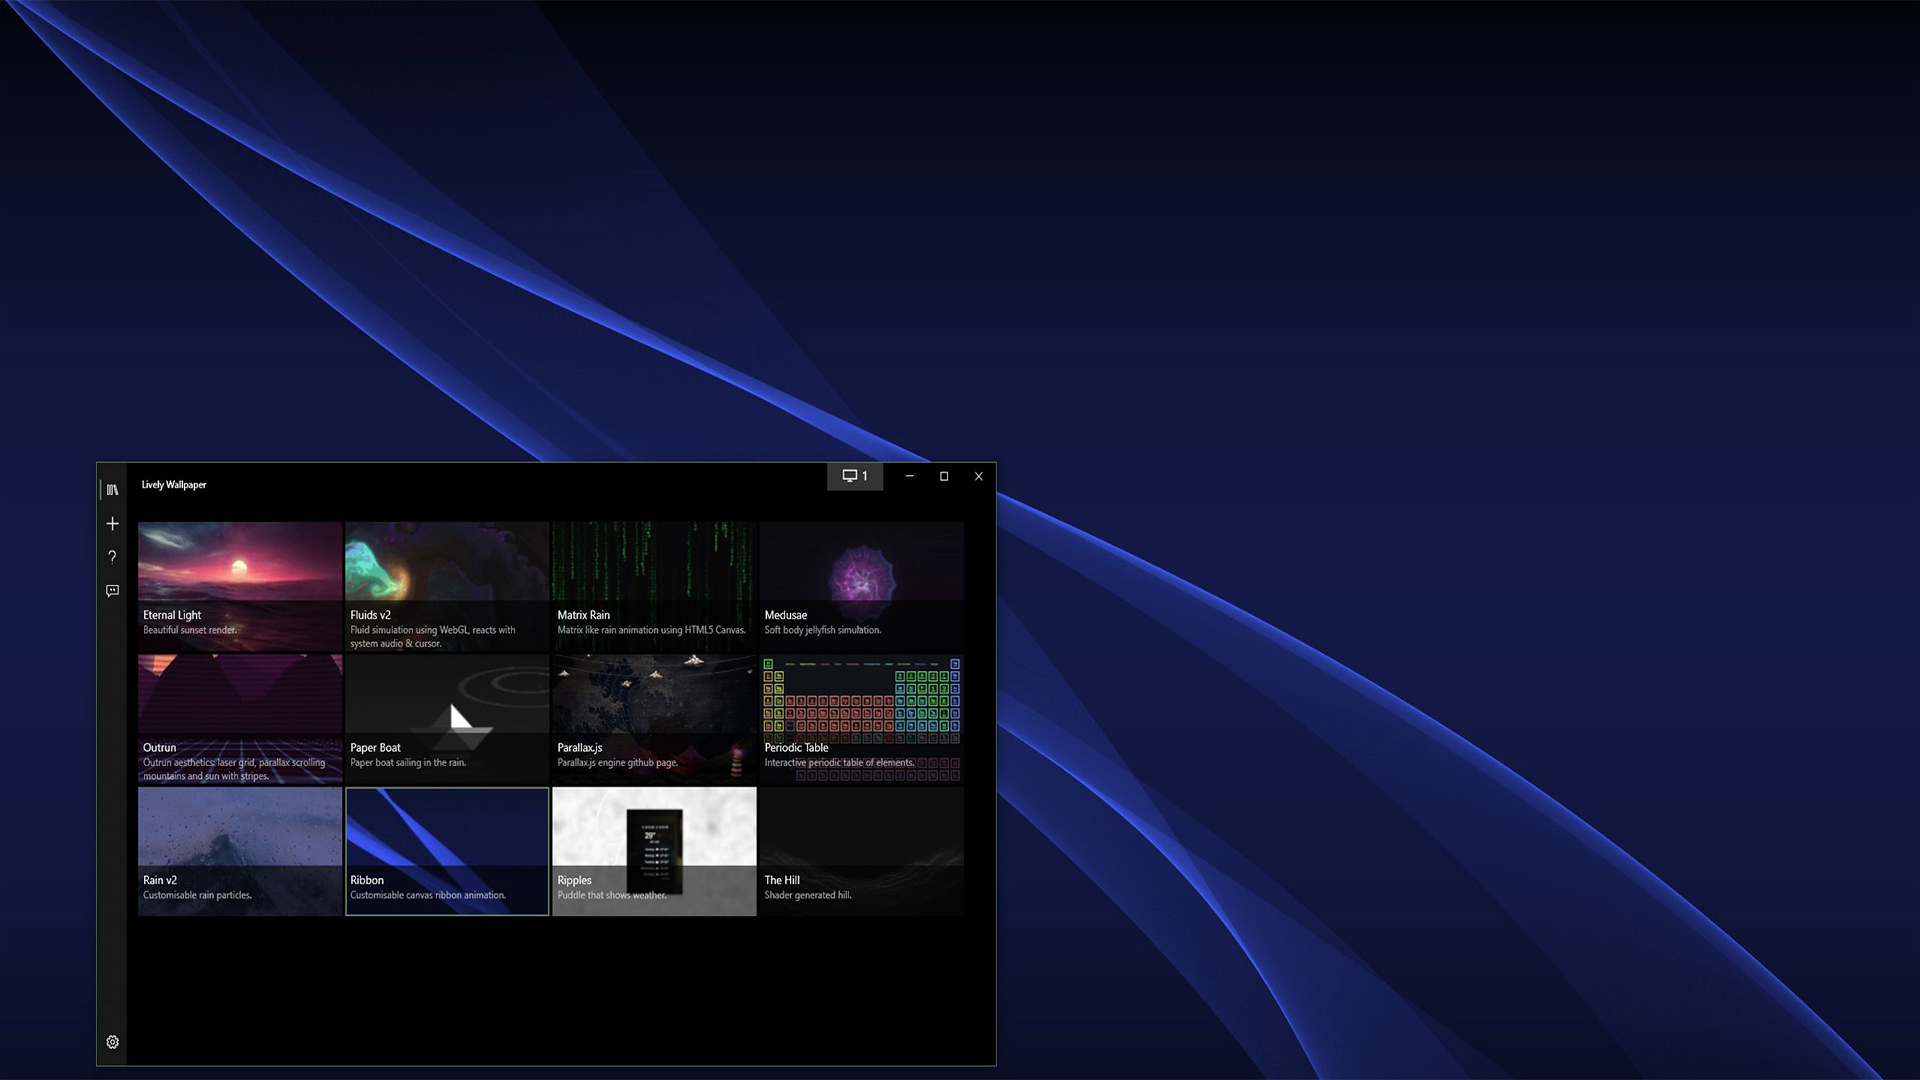 Lively Wallpaper
1
Eternal Light
Beautiful sunset render.
Fluids v2
Fluid simulation using WebGL, reacts with
system audio & cursor.
Matrix Rain
Matrix like rain animation using HTML5 Canvas.
Medusae
Soft body jellyfish simulation.
Outrun
Outrun aesthetics: laser grid, parallax scrolling
mountains and sun with stripes.
Paper Boat
Paper boat sailing in the rain.
Parallax.js
Parallax.js engine github page.
Periodic Table
Interactive periodic table of elements.
Rain v2
Customisable rain particles.
Ribbon
Customisable canvas ribbon animation.
29°
Ripples
Puddle that shows weather.
The Hill
Shader generated hill.